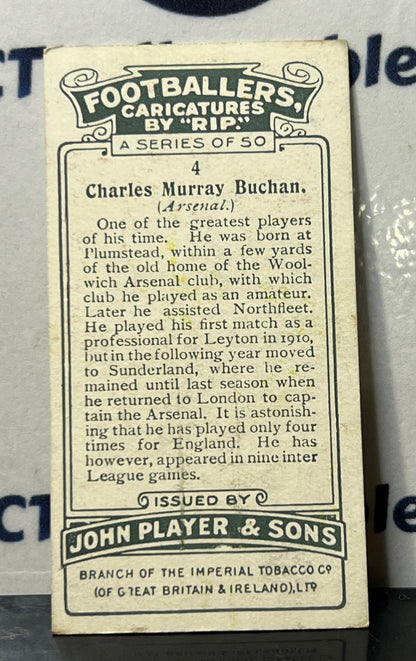 FOOTBALLERS,
CARICATURES
BY "RIP."
A SERIES OF 50
4
Charles Murray Buchan.
(Arsenal.)
One of the greatest players
of his time. He was born at
Plumstead, within a few yards
of the old home of the Wool-
wich Arsenal club, with which
club he played as an amateur.
Later he assisted Northfleet.
He played his first match as a
professional for Leyton in 1910,
but in the following year moved
to Sunderland, where he re-
mained until last season when
he returned to London to cap-
tain the Arsenal. It is astonish-
ing that he has played only four
times for England. He has
however, appeared in nine inter
League games.
ISSUED BY
JOHN PLAYER & SONS
BRANCH OF THE IMPERIAL TOBACCO Co
(OF GREAT BRITAIN & IRELAND), LTD